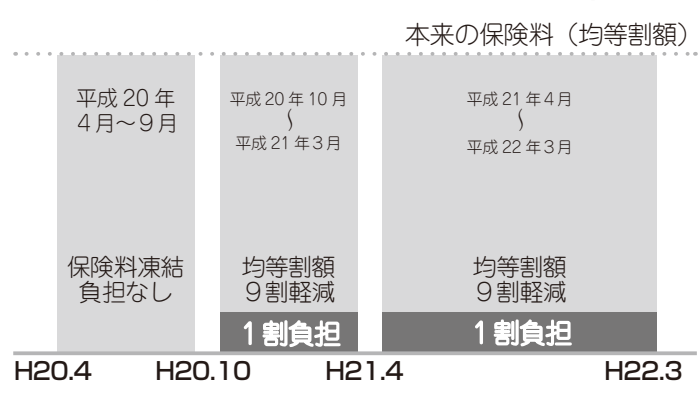 本来の保険料（均等割額）
平成20年
４月〜９月
保険料凍結
負担なし
平成20年10月
〜
平成21年３月
均等割額
９割軽減
１割負担
平成21年４月
〜
平成22年３月
均等割額
９割軽減
１割負担
H20.4
H20.10
H21.4
H22.3